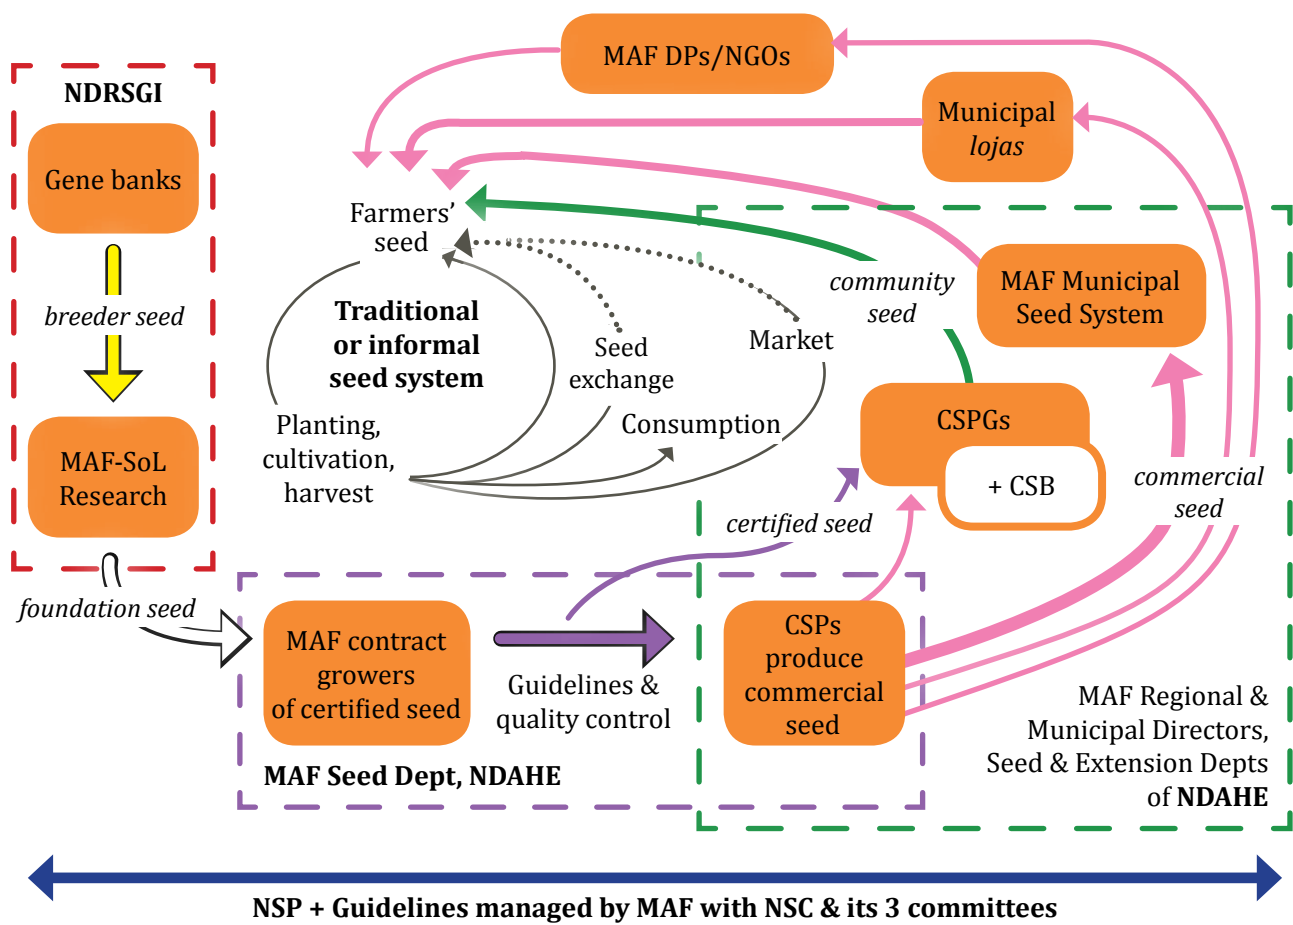 MAF DPs/NGOs
NDRSGI
Municipal
lojas
Gene banks
Farmers’
seed
breeder seed
Traditional
or informal
seed system
community
seed
MAF Municipal
Seed System
Seed
exchange
Market
Planting,
cultivation,
harvest
Consumption
CSPGs
+ CSB
MAF-SoL
Research
commercial
seed
certified seed
foundation seed
MAF contract
growers
of certified seed
Guidelines &
quality control
CSPs
produce
commercial
seed
MAF Regional &
Municipal Directors,
Seed & Extension Depts
of NDAHE
MAF Seed Dept, NDAHE
NSP + Guidelines managed by MAF with NSC & its 3 committees